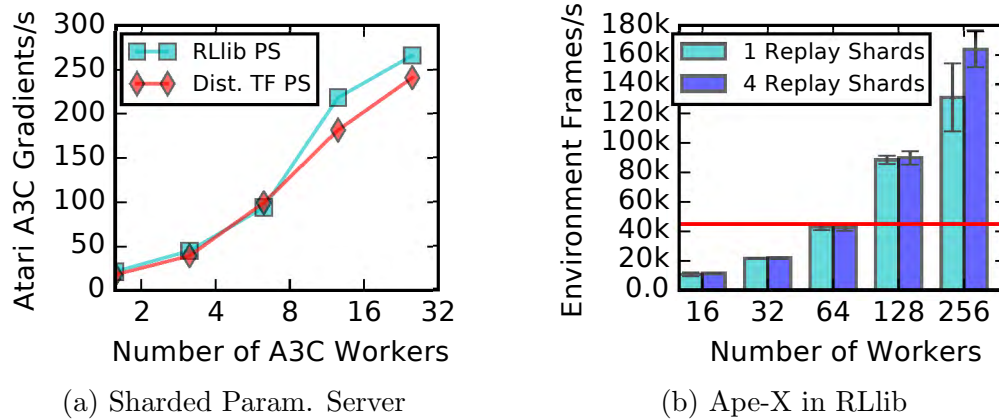 Atari A3C Gradients/s
300
250
200
150
100
50
0
RLlib PS
Dist. TF PS
2 4 8 16 32
Number of A3C Workers
(a) Sharded Param. Server
Environment Frames/s
180k
160k
140k
120k
100k
80k
60k
40k
20k
0.0
1 Replay Shards
4 Replay Shards
16 32 64 128 256
Number of Workers
(b) Ape-X in RLlib